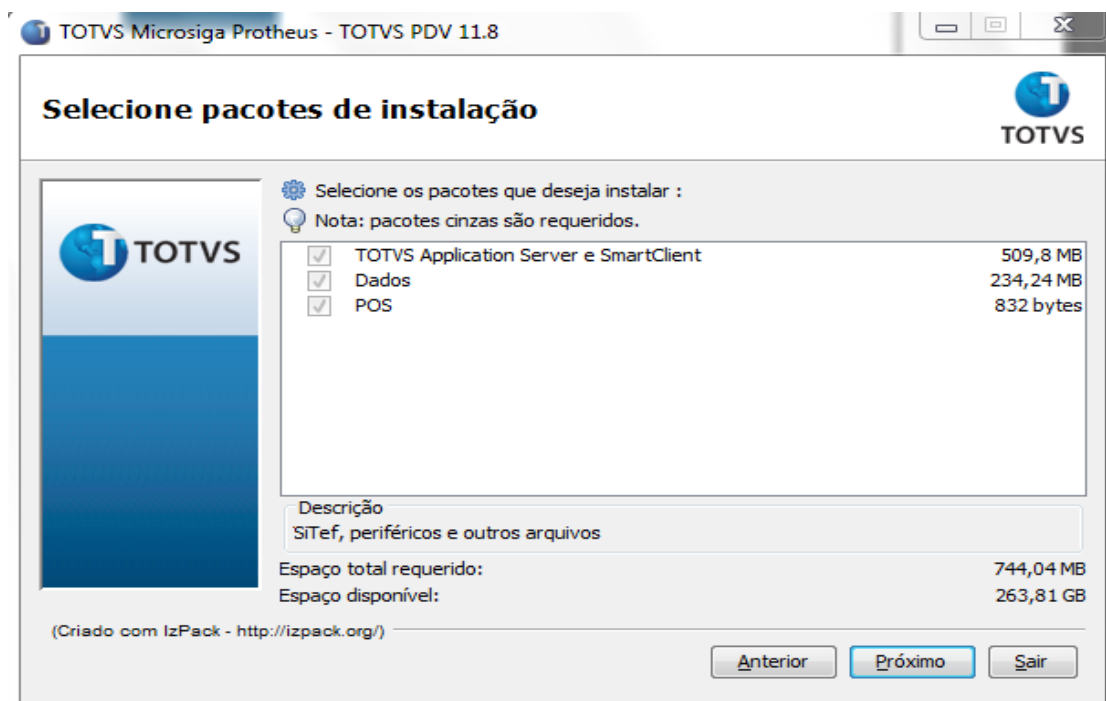 TOTVS Microsiga Protheus - TOTVS PDV 11.8
Selecione pacotes de instalação
TOTVS
TOTVS
Selecione os pacotes que deseja instalar :
Nota: pacotes cinzas são requeridos.
TOTVS Application Server e SmartClient 509,8 MB
Dados 234,24 MB
POS 832 bytes
Descrição
SiTef, periféricos e outros arquivos
Espaço total requerido: 744,04 MB
Espaço disponível: 263,81 GB
(Criado com IzPack - http://izpack.org/)
Anterior Próximo Sair